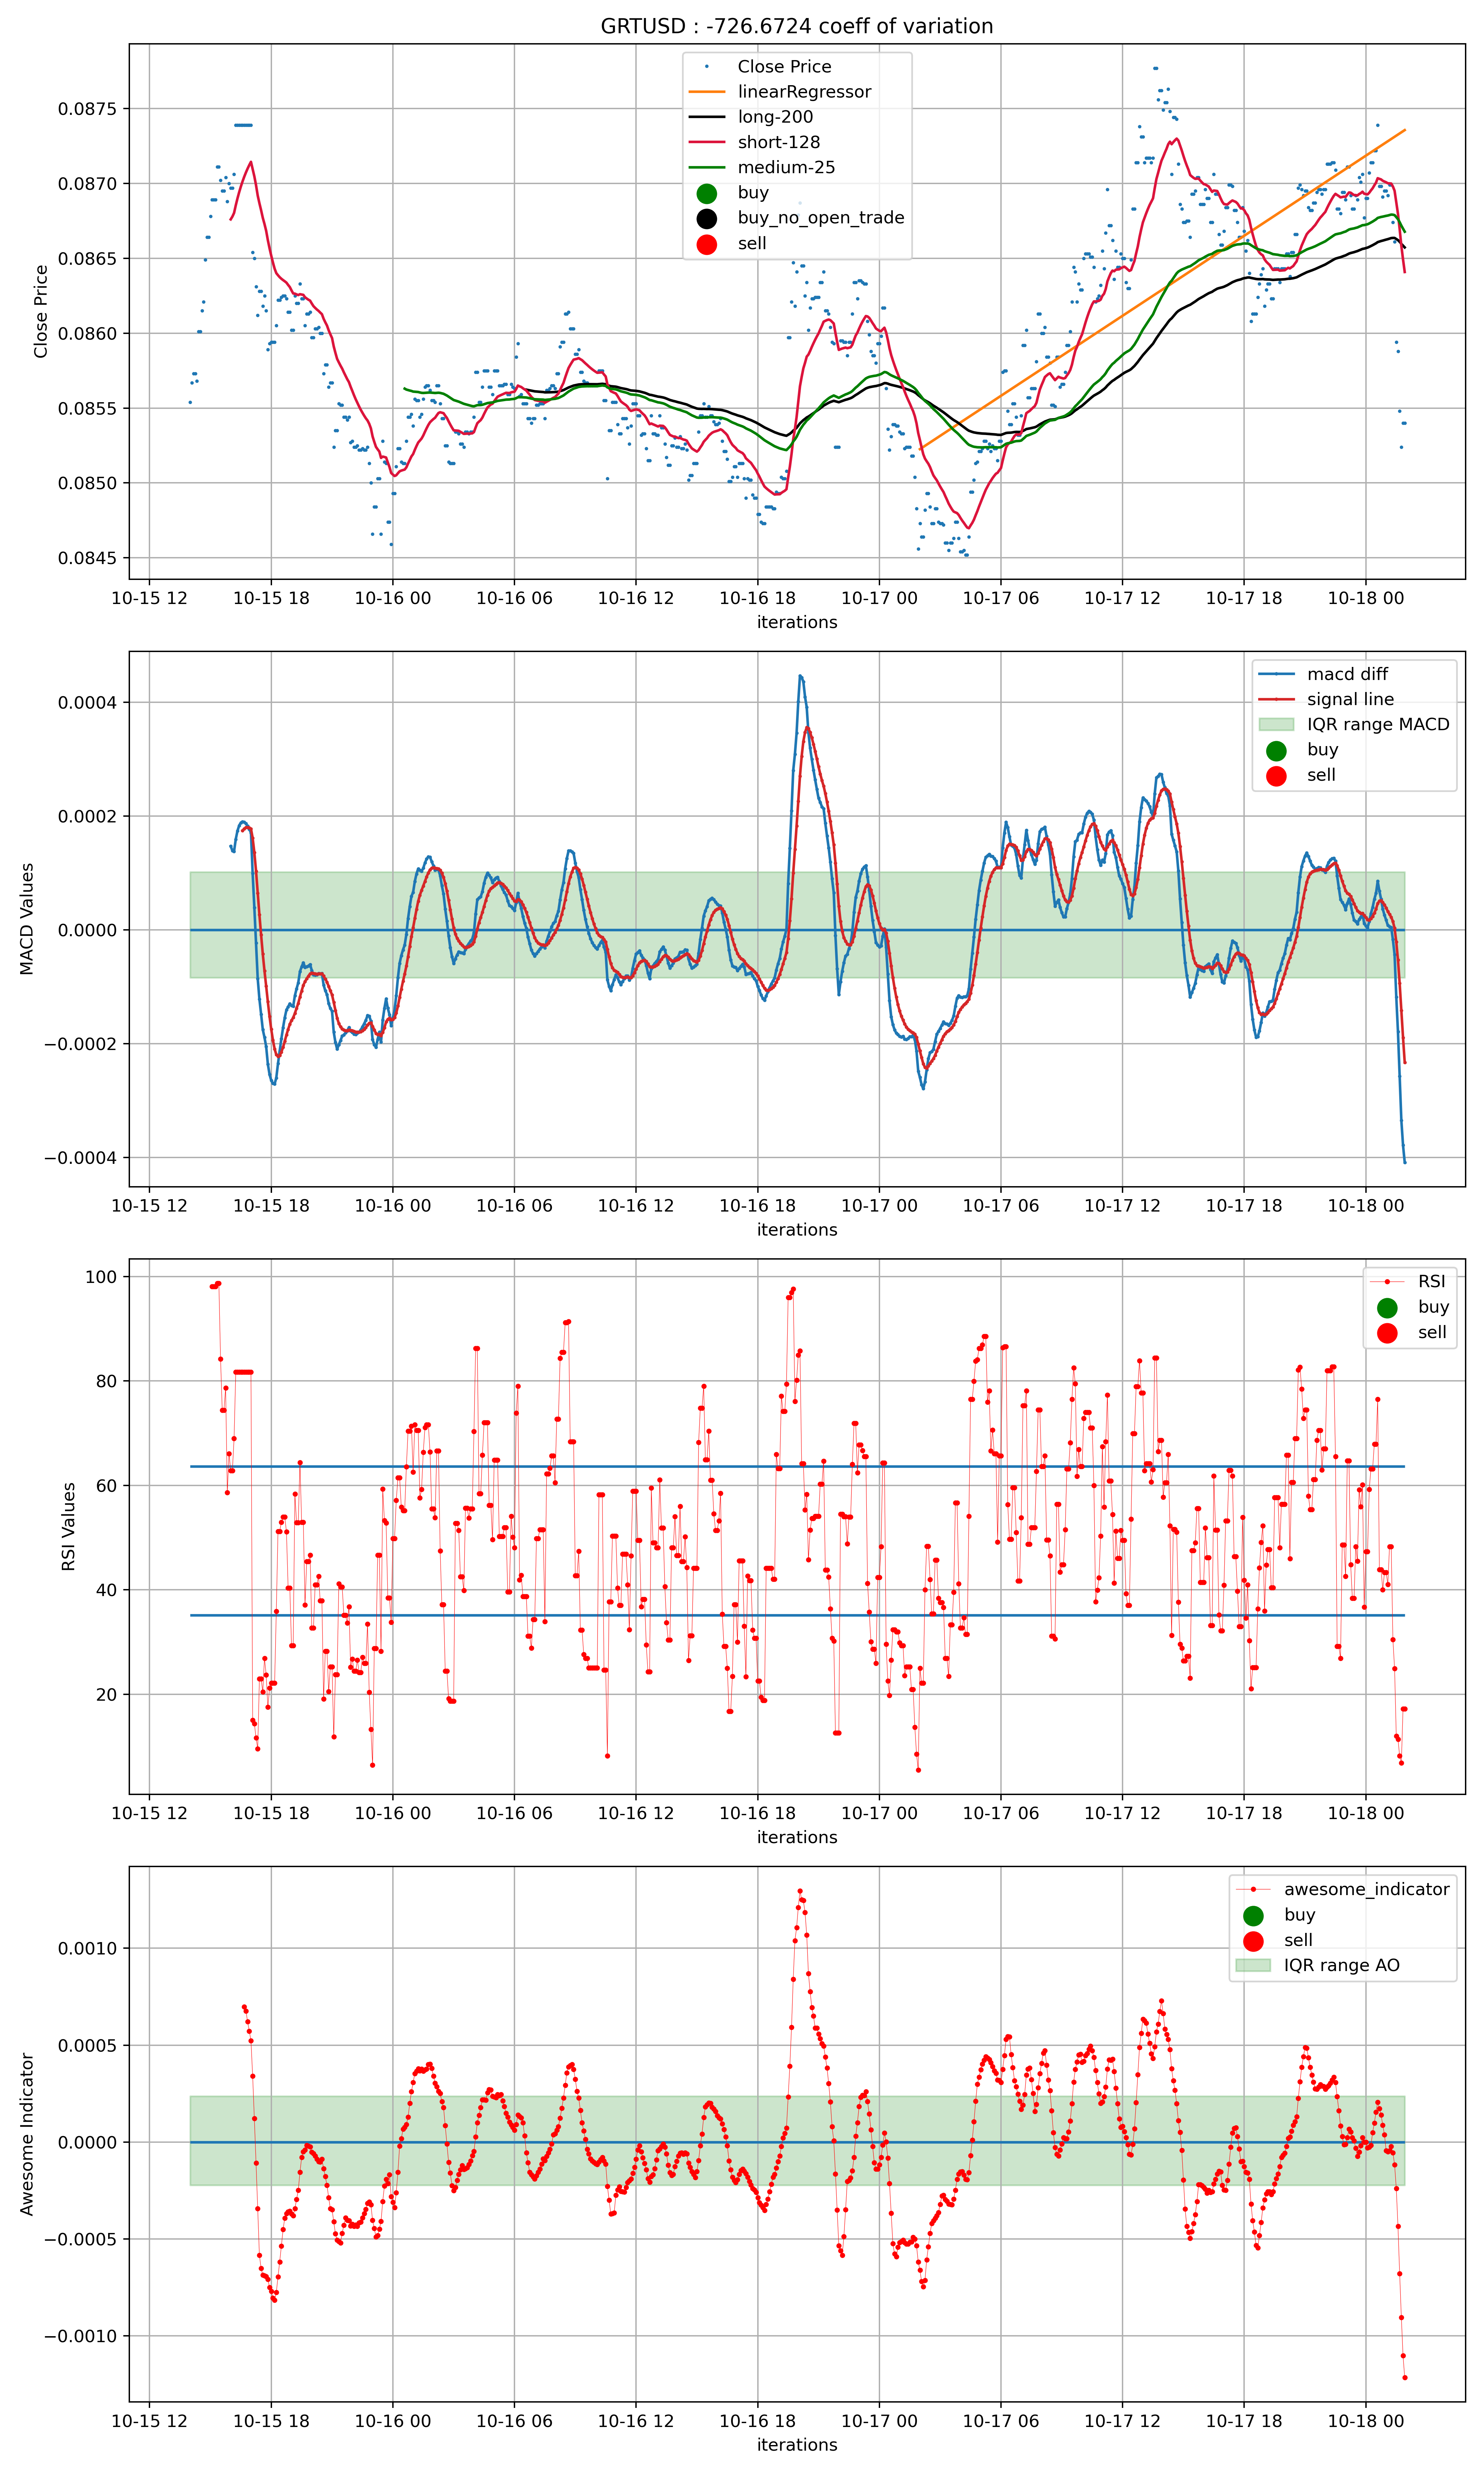 GRTUSD : -726.6724 coeff of variation
Close Price
linearRegressor
long-200
short-128
medium-25
buy
buy_no_open_trade
sell
0.0875
0.0870
0.0865
0.0860
0.0855
0.0850
0.0845
Close Price
10-15 12 10-15 18 10-16 00 10-16 06 10-16 12 10-16 18 10-17 00 10-17 06 10-17 12 10-17 18 10-18 00
iterations
macd diff
signal line
IQR range MACD
buy
sell
0.0004
0.0002
0.0000
−0.0002
−0.0004
MACD Values
10-15 12 10-15 18 10-16 00 10-16 06 10-16 12 10-16 18 10-17 00 10-17 06 10-17 12 10-17 18 10-18 00
iterations
RSI
buy
sell
100
80
60
40
20
RSI Values
10-15 12 10-15 18 10-16 00 10-16 06 10-16 12 10-16 18 10-17 00 10-17 06 10-17 12 10-17 18 10-18 00
iterations
awesome_indicator
buy
sell
IQR range AO
0.0010
0.0005
0.0000
−0.0005
−0.0010
Awesome Indicator
10-15 12 10-15 18 10-16 00 10-16 06 10-16 12 10-16 18 10-17 00 10-17 06 10-17 12 10-17 18 10-18 00
iterations